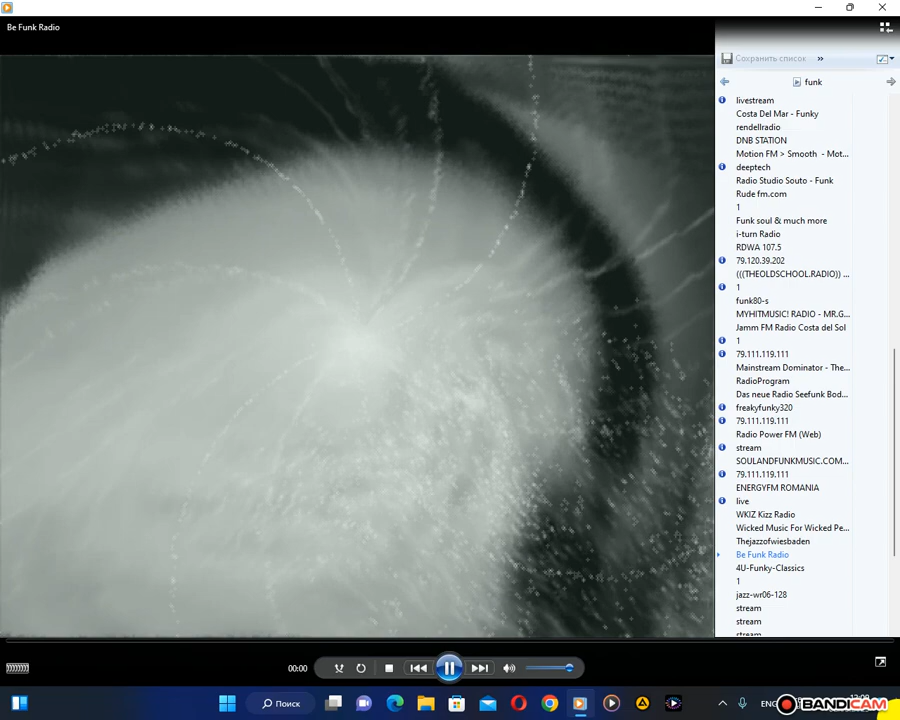 Be Funk Radio
Сохранить список
»
funk
livestream
Costa Del Mar - Funky
rendellradio
DNB STATION
Motion FM > Smooth - Mot...
deeptech
Radio Studio Souto - Funk
Rude fm.com
1
Funk soul & much more
i-turn Radio
RDWA 107.5
79.120.39.202
(((THEOLDSCHOOL.RADIO)) ...
1
funk80-s
MYHITMUSIC! RADIO - MR.G...
Jamm FM Radio Costa del Sol
1
79.111.119.111
Mainstream Dominator - The...
RadioProgram
Das neue Radio Seefunk Bod...
freakyfunky320
79.111.119.111
Radio Power FM (Web)
stream
SOULANDFUNKMUSIC.COM...
79.111.119.111
ENERGYFM ROMANIA
live
WKIZ Kizz Radio
Wicked Music For Wicked Pe...
Thejazzofwiesbaden
Be Funk Radio
4U-Funky-Classics
1
jazz-wr06-128
stream
stream
stream
00:00
Поиск
ENG
BANDICAM